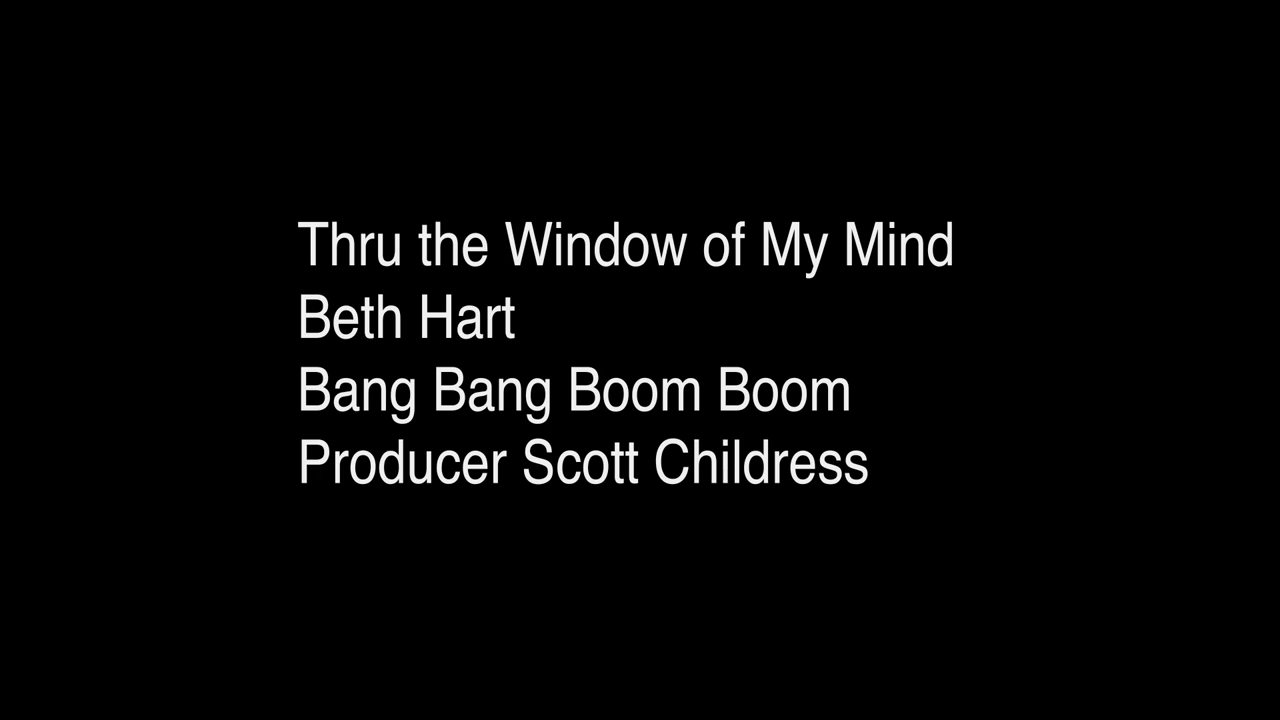 Thru the Window of My Mind
Beth Hart
Bang Bang Boom Boom
Producer Scott Childress